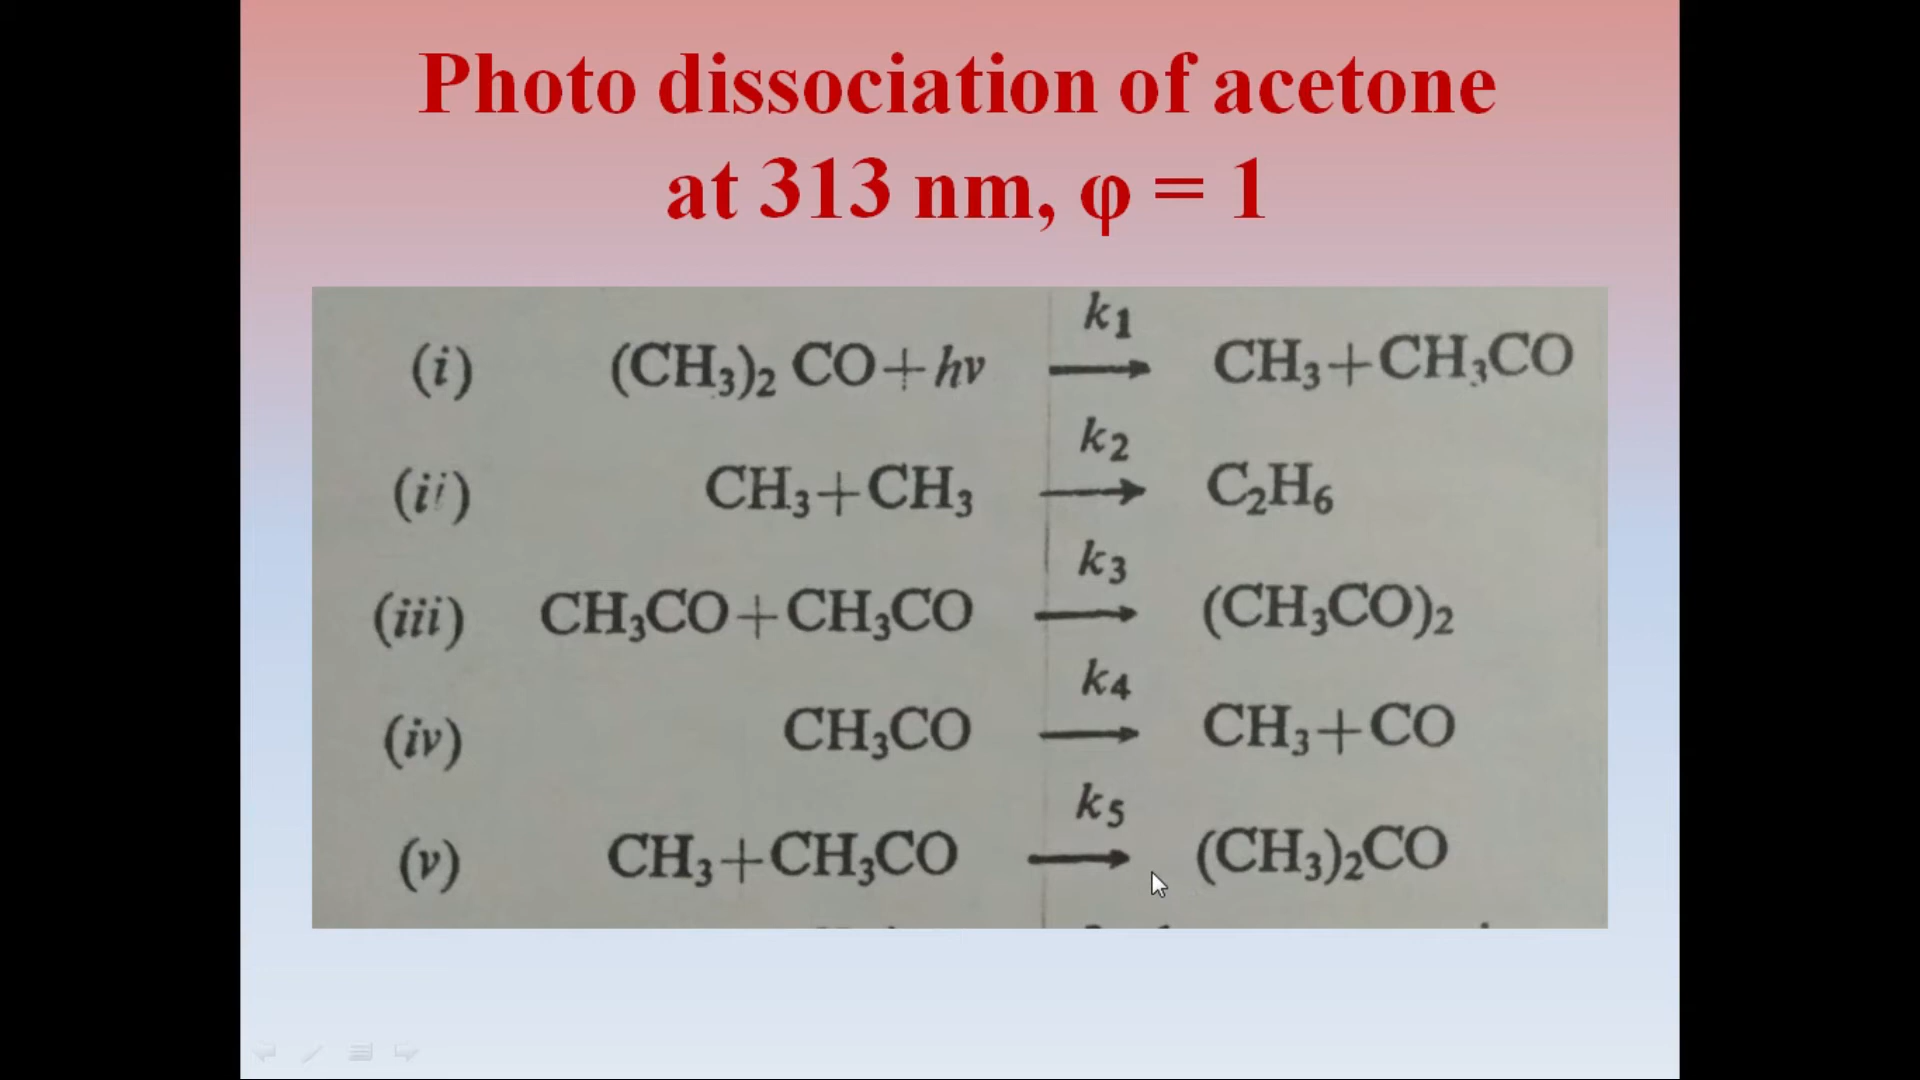 Photo dissociation of acetone
at 313 nm, φ = 1
(i) (CH₃)₂ CO+hν k₁→ CH₃+CH₃CO
(ii) CH₃+CH₃ k₂→ C₂H₆
(iii) CH₃CO+CH₃CO k₃→ (CH₃CO)₂
(iv) CH₃CO k₄→ CH₃+CO
(v) CH₃+CH₃CO k₅→ (CH₃)₂CO